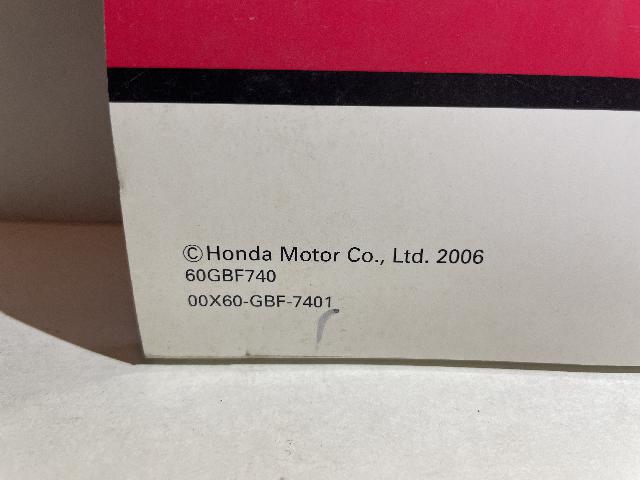 ©Honda Motor Co., Ltd. 2006
60GBF740
00X60-GBF-7401